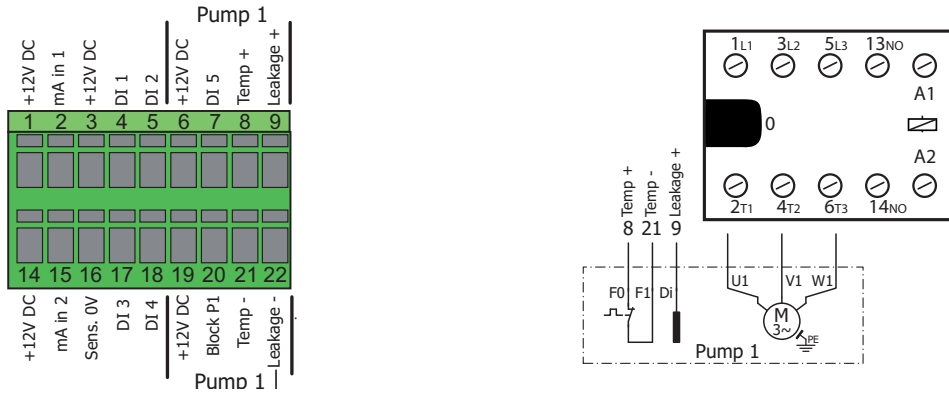 Pump 1
+12V DC
mA in 1
+12V DC
DI 1
DI 2
+12V DC
DI 5
Temp +
Leakage +
1 2 3 4 5 6 7 8 9
14 15 16 17 18 19 20 21 22
+12V DC
mA in 2
Sens. 0V
DI 3
DI 4
+12V DC
Block P1
Temp -
Leakage -
Pump 1
1L1 3L2 5L3 13NO
A1
0
A2
2T1 4T2 6T3 14NO
8 Temp +
21 Temp -
9 Leakage +
F0 F1 Di U1 V1 W1
M
3~
PE
Pump 1